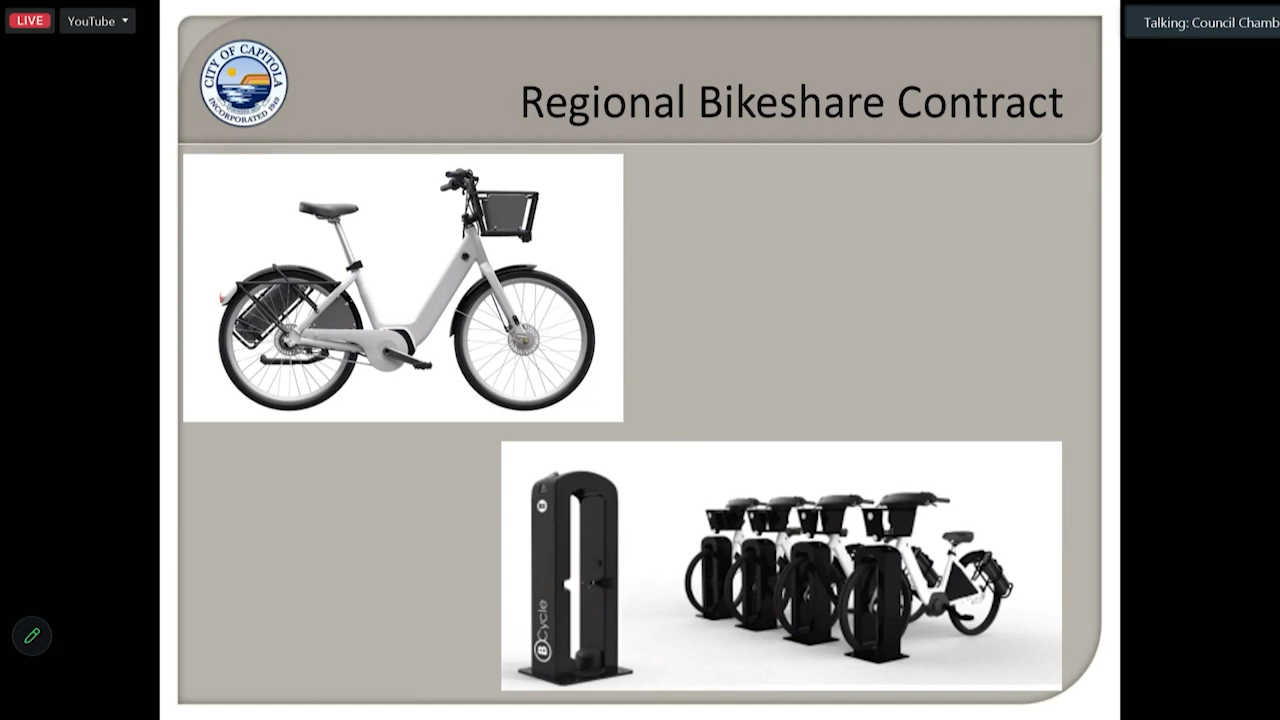 LIVE
YouTube
Talking: Council Chamb
CITY OF CAPITOLA
INCORPORATED 1949
Regional Bikeshare Contract
B
BCycle